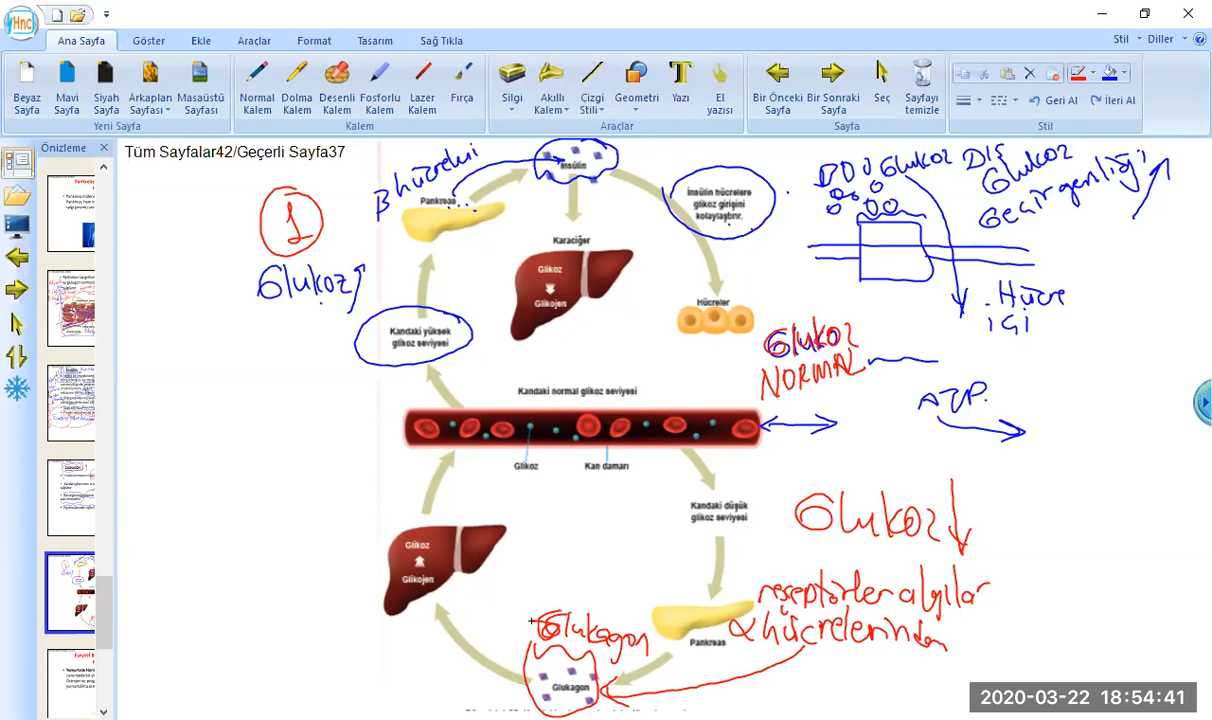 Hnc
Ana Sayfa
Göster
Ekle
Araçlar
Format
Tasarım
Sağ Tıkla
Stil
Diller
Beyaz Sayfa
Mavi Sayfa
Siyah Sayfa
Arkaplan Sayfası
Masaüstü Sayfası
Yeni Sayfa
Normal Kalem
Dolma Kalem
Desenli Kalem
Fosforlu Kalem
Lazer Kalem
Fırça
Kalem
Silgi
Akıllı Kalem
Çizgi Stili
Geometri
Yazı
El yazısı
Araçlar
Bir Önceki Sayfa
Bir Sonraki Sayfa
Seç
Sayfayı temizle
Sayfa
Geri Al
İleri Al
Stil
Önizleme
Tüm Sayfalar42/Geçerli Sayfa37
1
Glukoz
β hücreleri
Pankreas
İnsülin
İnsülin hücrelere
glikoz girişini
kolaylaştırır.
Glukoz
DIŞ
Glukoz
Geçirgenliği
Hücre
içi
Karaciğer
Glikoz
Glikojen
Hücreler
Kandaki yüksek
glikoz seviyesi
Glukoz
NORMAL
ATP.
Kandaki normal glikoz seviyesi
Glikoz
Kan damarı
Kandaki düşük
glikoz seviyesi
Glukoz
Glikoz
Glikojen
reseptörler algılar
α hücrelerinden
Pankreas
Glukagon
Glukagon
2020-03-22 18:54:41